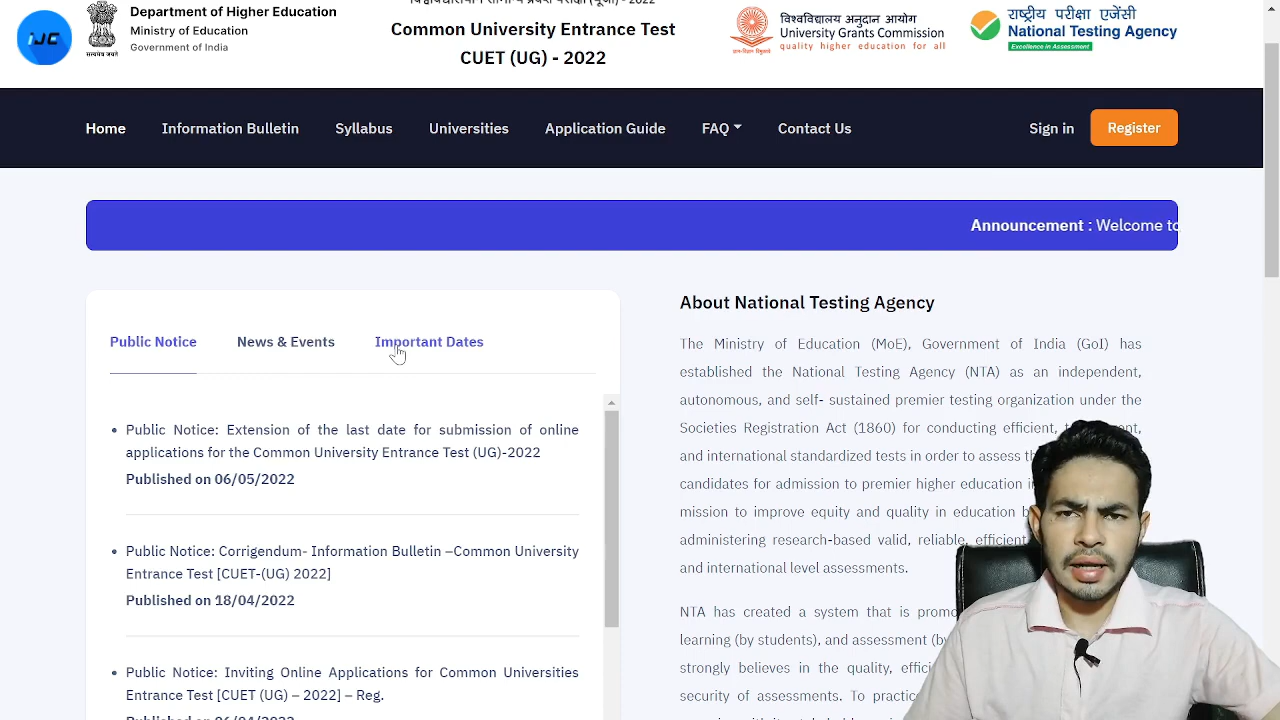 ijc
सत्यमेव जयते
Department of Higher Education
Ministry of Education
Government of India
Common University Entrance Test
CUET (UG) - 2022
विश्वविद्यालय अनुदान आयोग
University Grants Commission
quality higher education for all
राष्ट्रीय परीक्षा एजेंसी
National Testing Agency
Excellence in Assessment
Home
Information Bulletin
Syllabus
Universities
Application Guide
FAQ
Contact Us
Sign in
Register
Announcement : Welcome to
Public Notice
News & Events
Important Dates
Public Notice: Extension of the last date for submission of online
applications for the Common University Entrance Test (UG)-2022
Published on 06/05/2022
Public Notice: Corrigendum- Information Bulletin –Common University
Entrance Test [CUET-(UG) 2022]
Published on 18/04/2022
Public Notice: Inviting Online Applications for Common Universities
Entrance Test [CUET (UG) – 2022] – Reg.
Published on 06/04/2022
About National Testing Agency
The Ministry of Education (MoE), Government of India (GoI) has
established the National Testing Agency (NTA) as an independent,
autonomous, and self- sustained premier testing organization under the
Societies Registration Act (1860) for conducting efficient,
and international standardized tests in order to assess
candidates for admission to premier higher education
mission to improve equity and quality in education
administering research-based valid, reliable, efficient
and international level assessments.
NTA has created a system that is
learning (by students), and assessment
strongly believes in the quality,
security of assessments. To